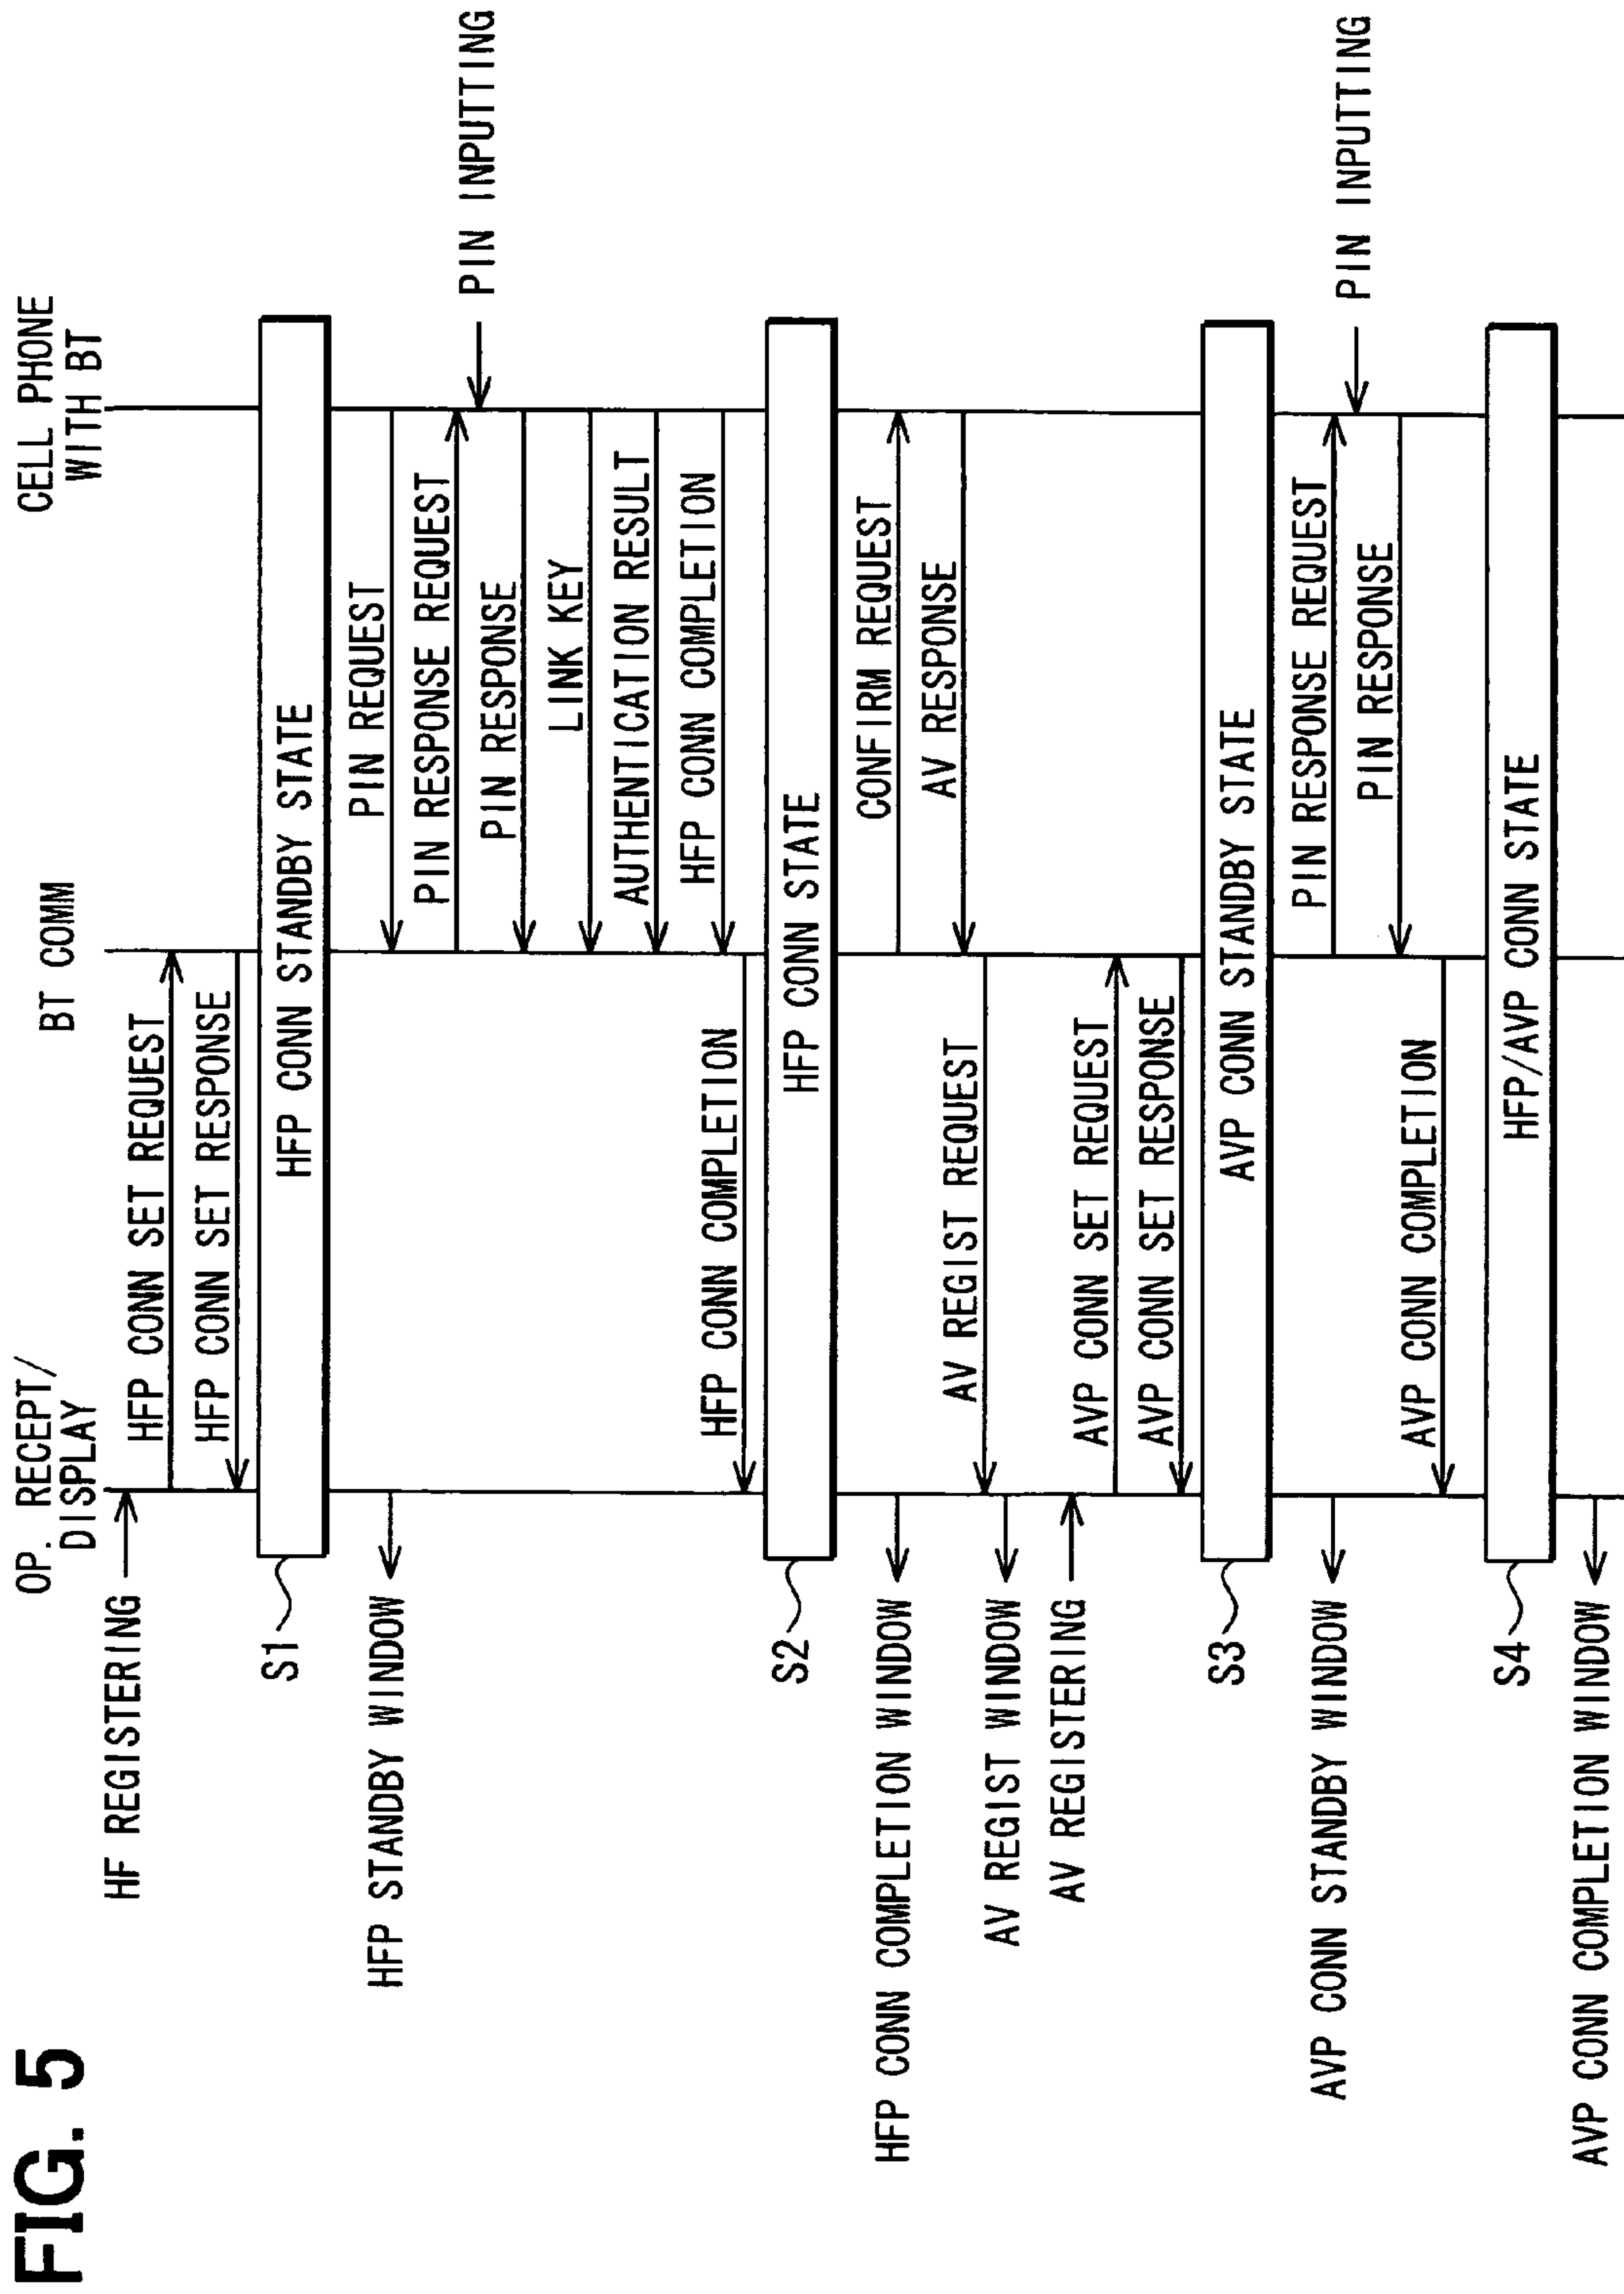 FIG. 5
OP. RECEPT/
DISPLAY
BT COMM
CELL PHONE
WITH BT
HF REGISTERING
HFP CONN SET REQUEST
HFP CONN SET RESPONSE
S1
HFP CONN STANDBY STATE
HFP STANDBY WINDOW
PIN REQUEST
PIN RESPONSE REQUEST
PIN INPUTTING
PIN RESPONSE
LINK KEY
AUTHENTICATION RESULT
HFP CONN COMPLETION
HFP CONN COMPLETION
S2
HFP CONN STATE
HFP CONN COMPLETION WINDOW
CONFIRM REQUEST
AV RESPONSE
AV REGIST REQUEST
AV REGIST WINDOW
AV REGISTERING
AVP CONN SET REQUEST
AVP CONN SET RESPONSE
S3
AVP CONN STANDBY STATE
AVP CONN STANDBY WINDOW
PIN RESPONSE REQUEST
PIN INPUTTING
PIN RESPONSE
AVP CONN COMPLETION
S4
HFP/AVP CONN STATE
AVP CONN COMPLETION WINDOW